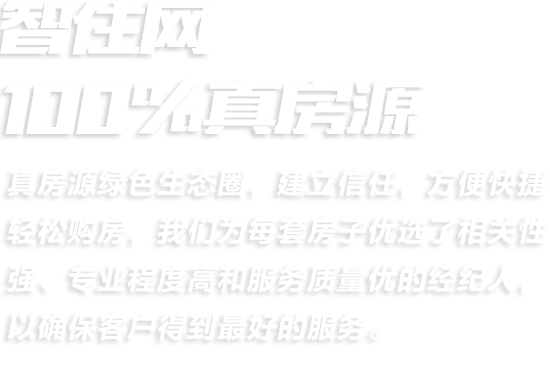 智住网
100%真房源
真房源绿色生态圈，建立信任，方便快捷
轻松购房，我们为每套房子优选了相关性
强、专业程度高和服务质量优的经纪人，
以确保客户得到最好的服务。